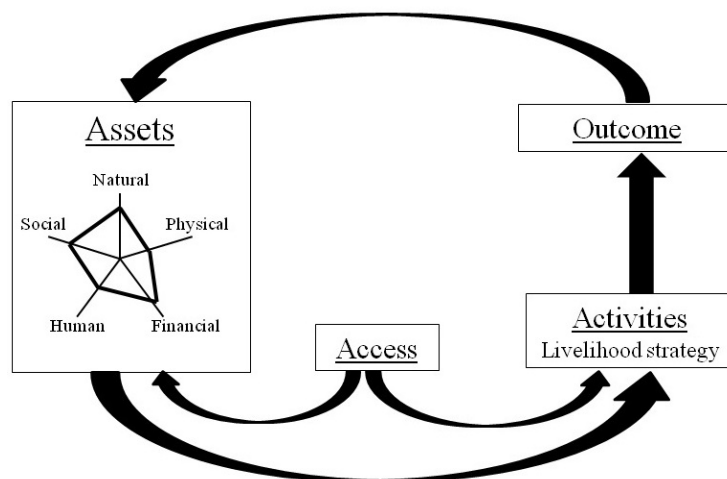 Assets
Natural
Social
Physical
Human
Financial
Access
Outcome
Activities
Livelihood strategy